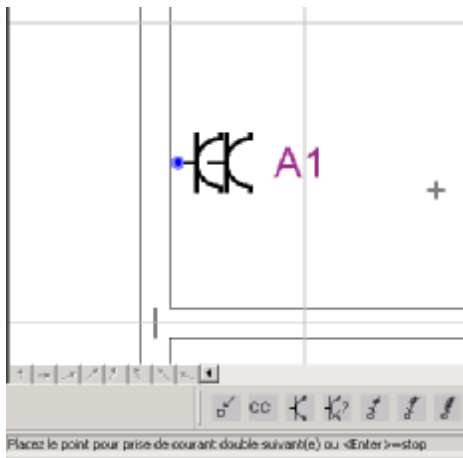 A1
CC
?
Placez le point pour prise de courant double suivant(e) ou <Enter>=stop